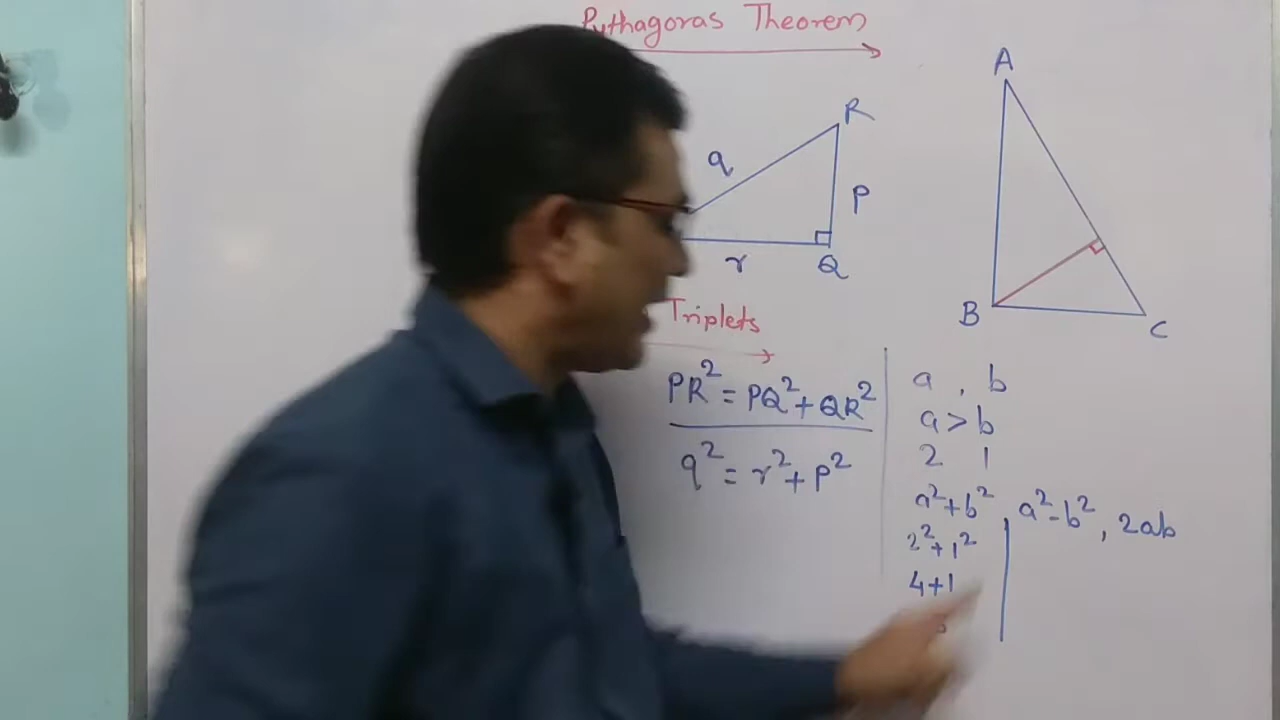 Pythagoras Theorem
A
R
q
P
r
Q
B
C
Triplets
PR² = PQ² + QR²
q² = r² + p²
a , b
a > b
2 1
a² + b² , a² - b² , 2ab
2² + 1²
4 + 1